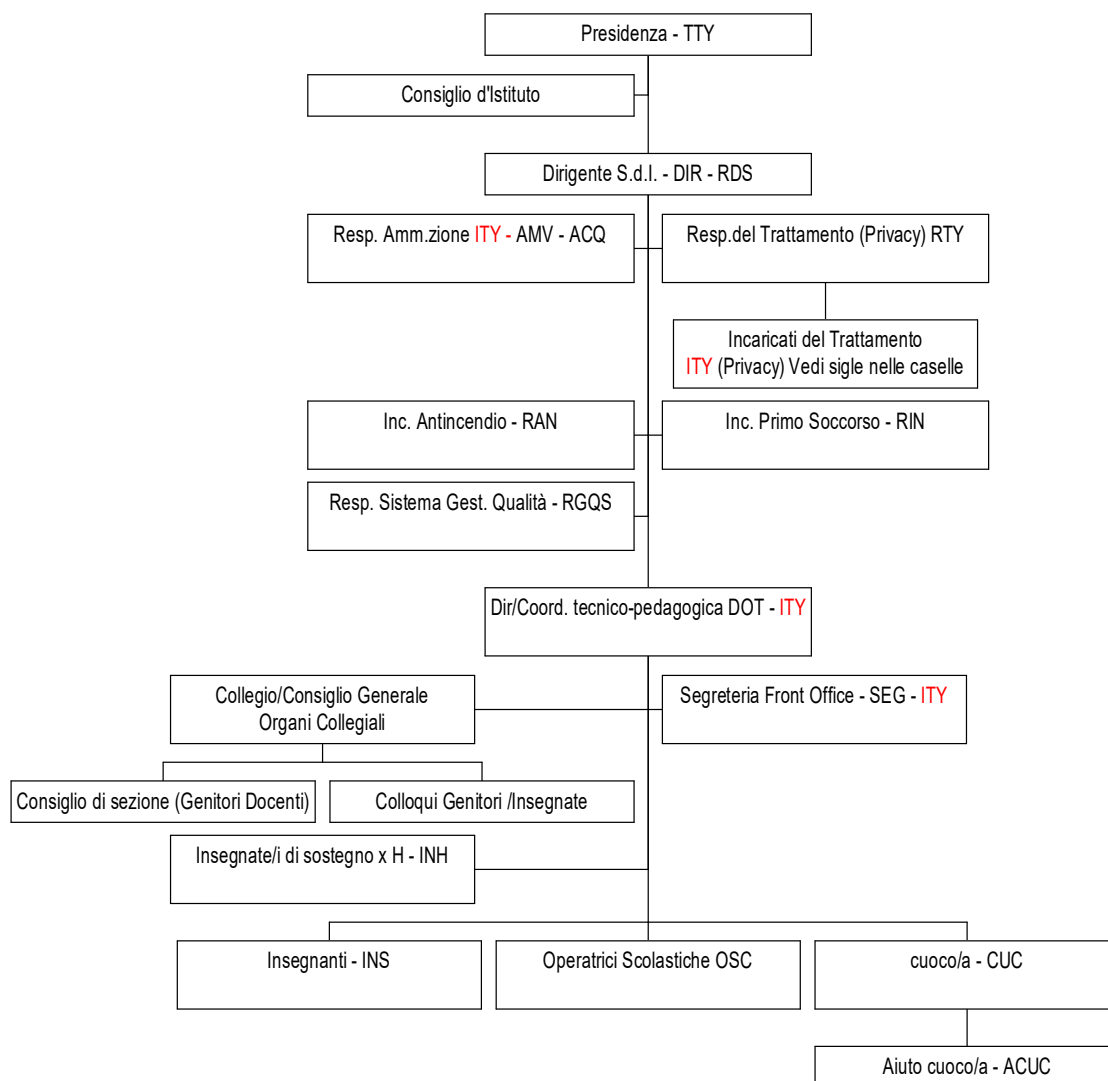 Presidenza - TTY
Consiglio d'Istituto
Dirigente S.d.I. - DIR - RDS
Resp. Amm.zione ITY - AMV - ACQ
Resp.del Trattamento (Privacy) RTY
Incaricati del Trattamento
ITY (Privacy) Vedi sigle nelle caselle
Inc. Antincendio - RAN
Inc. Primo Soccorso - RIN
Resp. Sistema Gest. Qualità - RGQS
Dir/Coord. tecnico-pedagogica DOT - ITY
Collegio/Consiglio Generale
Organi Collegiali
Segreteria Front Office - SEG - ITY
Consiglio di sezione (Genitori Docenti)
Colloqui Genitori /Insegnate
Insegnate/i di sostegno x H - INH
Insegnanti - INS
Operatrici Scolastiche OSC
cuoco/a - CUC
Aiuto cuoco/a - ACUC